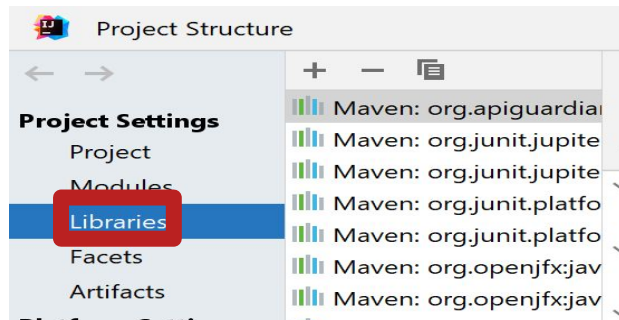 Project Structure
Project Settings
Project
Modules
Libraries
Facets
Artifacts
Maven: org.apiguardia
Maven: org.junit.jupite
Maven: org.junit.jupite
Maven: org.junit.platfo
Maven: org.junit.platfo
Maven: org.openjfx:jav
Maven: org.openjfx:jav